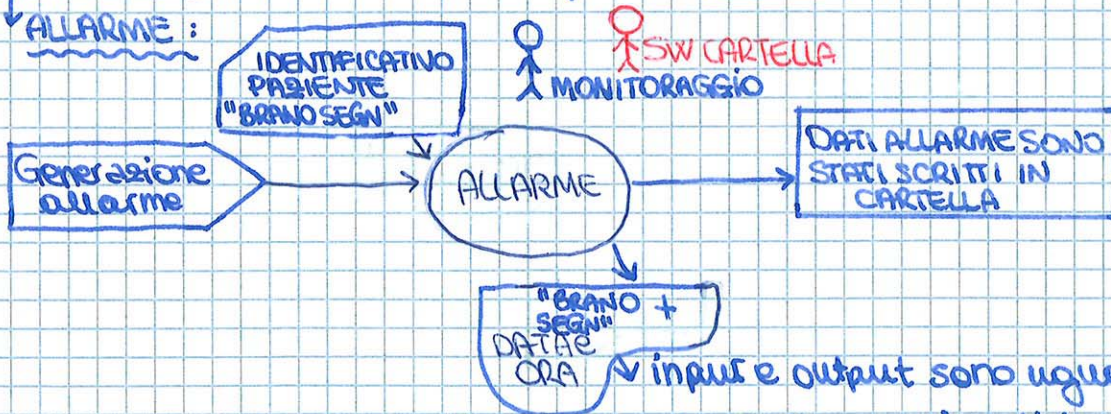 ALLARME:
IDENTIFICATIVO
PAZIENTE
"BRANO SEGN"
SW CARTELLA
MONITORAGGIO
Generazione
allarme
ALLARME
DATI ALLARME SONO
STATI SCRITTI IN
CARTELLA
"BRANO +
SEGN"
DATA e
ORA
input e output sono